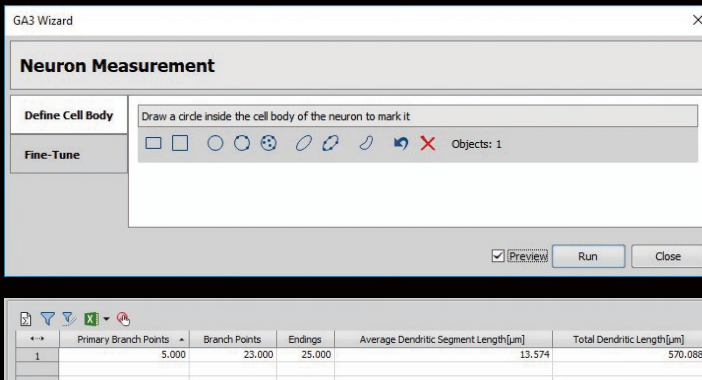 GA3 Wizard
Neuron Measurement
Define Cell Body
Draw a circle inside the cell body of the neuron to mark it
Objects: 1
Fine-Tune
Preview Run Close
Primary Branch Points Branch Points Endings Average Dendritic Segment Length[µm] Total Dendritic Length[µm]
1 5.000 23.000 25.000 13.574 570.088